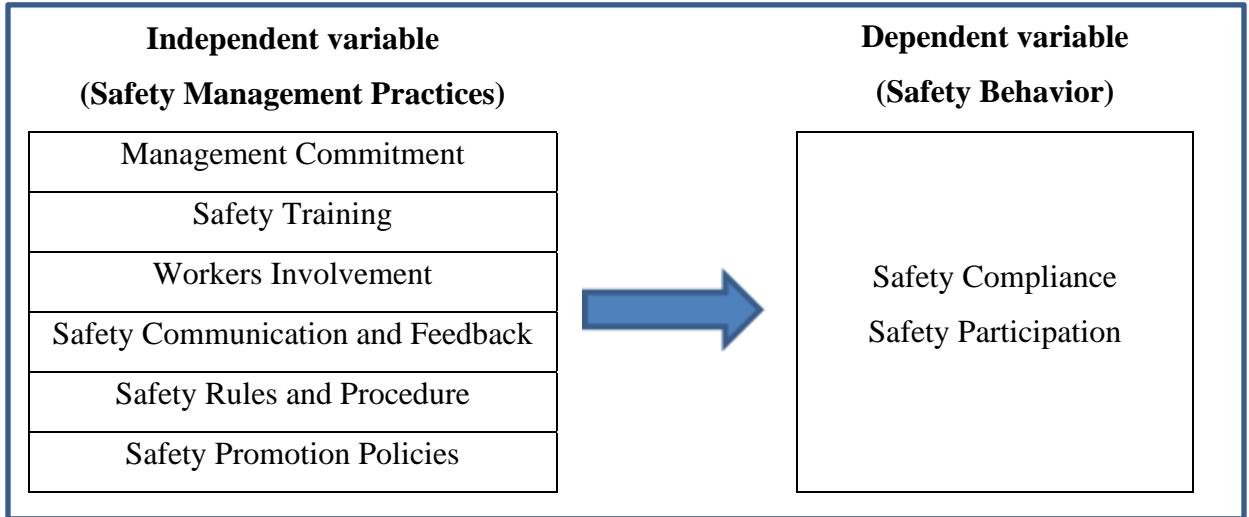 Independent variable
(Safety Management Practices)
Management Commitment
Safety Training
Workers Involvement
Safety Communication and Feedback
Safety Rules and Procedure
Safety Promotion Policies
Dependent variable
(Safety Behavior)
Safety Compliance
Safety Participation